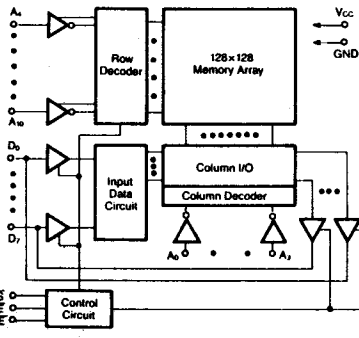 A4
A10
Row
Decoder
128×128
Memory Array
VCC
GND
D0
D7
Input
Data
Circuit
Column I/O
Column Decoder
A0
A3
Control
Circuit